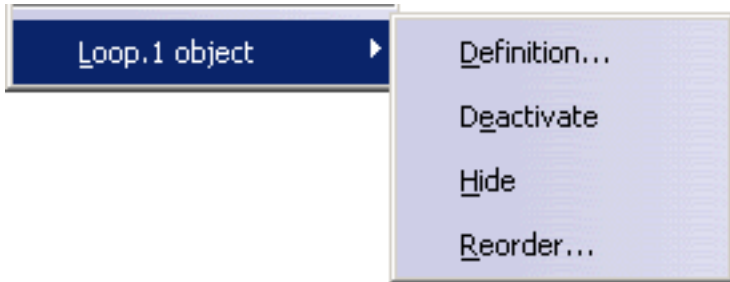 Loop.1 object
Definition...
Deactivate
Hide
Reorder...